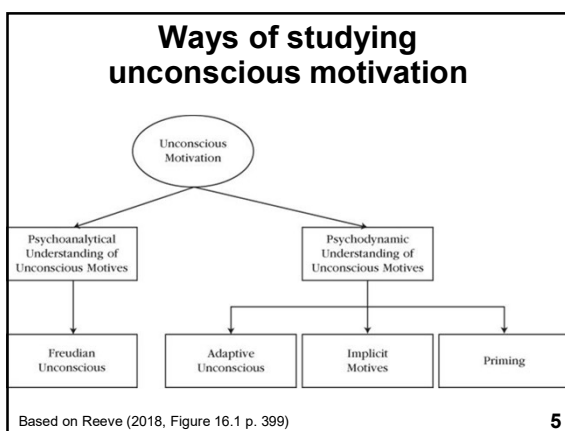 Ways of studying
unconscious motivation
Unconscious
Motivation
Psychoanalytical
Understanding of
Unconscious Motives
Psychodynamic
Understanding of
Unconscious Motives
Freudian
Unconscious
Adaptive
Unconscious
Implicit
Motives
Priming
Based on Reeve (2018, Figure 16.1 p. 399)
5